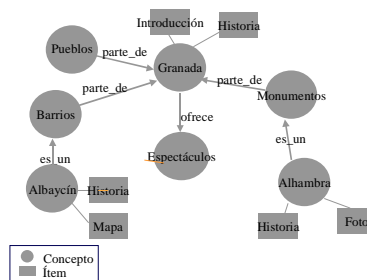 Introducción
Historia
Pueblos
parte_de
Granada
parte_de
parte_de
Monumentos
Barrios
ofrece
es_un
Espectáculos
es_un
Albaycín
Historia
Alhambra
Mapa
Historia
Foto
Concepto
Ítem